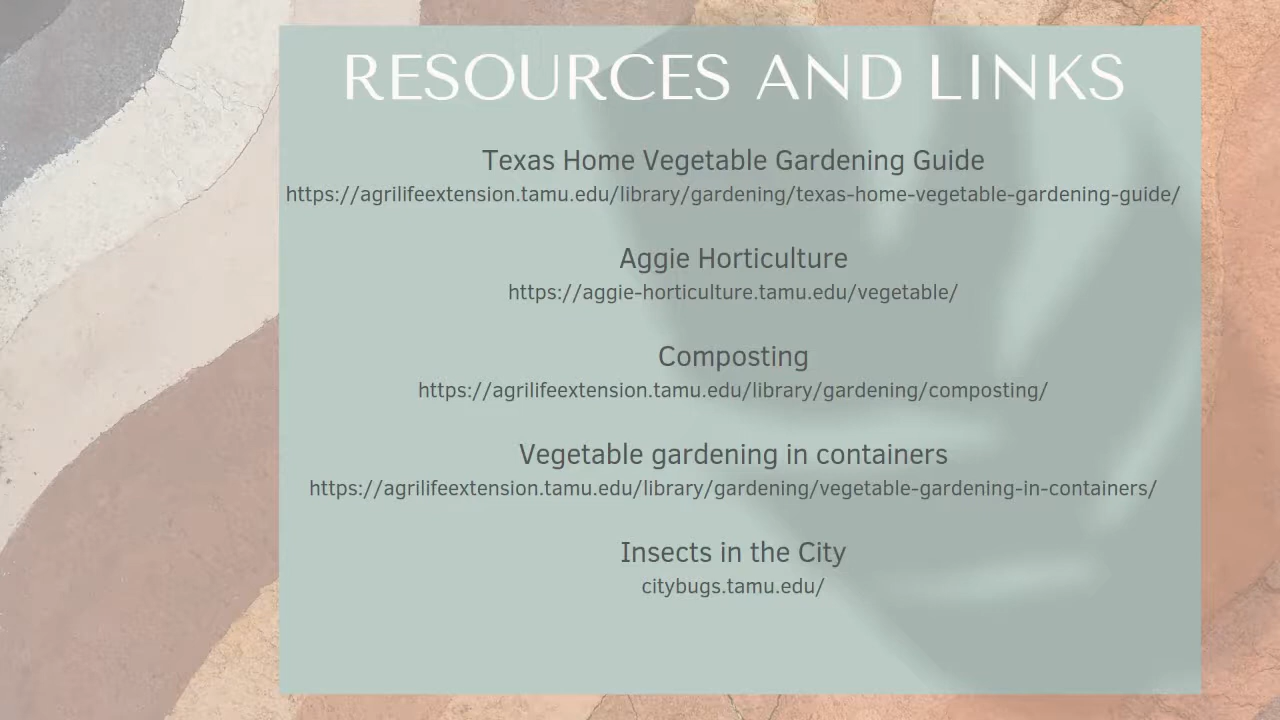 RESOURCES AND LINKS
Texas Home Vegetable Gardening Guide
https://agrilifeextension.tamu.edu/library/gardening/texas-home-vegetable-gardening-guide/
Aggie Horticulture
https://aggie-horticulture.tamu.edu/vegetable/
Composting
https://agrilifeextension.tamu.edu/library/gardening/composting/
Vegetable gardening in containers
https://agrilifeextension.tamu.edu/library/gardening/vegetable-gardening-in-containers/
Insects in the City
citybugs.tamu.edu/